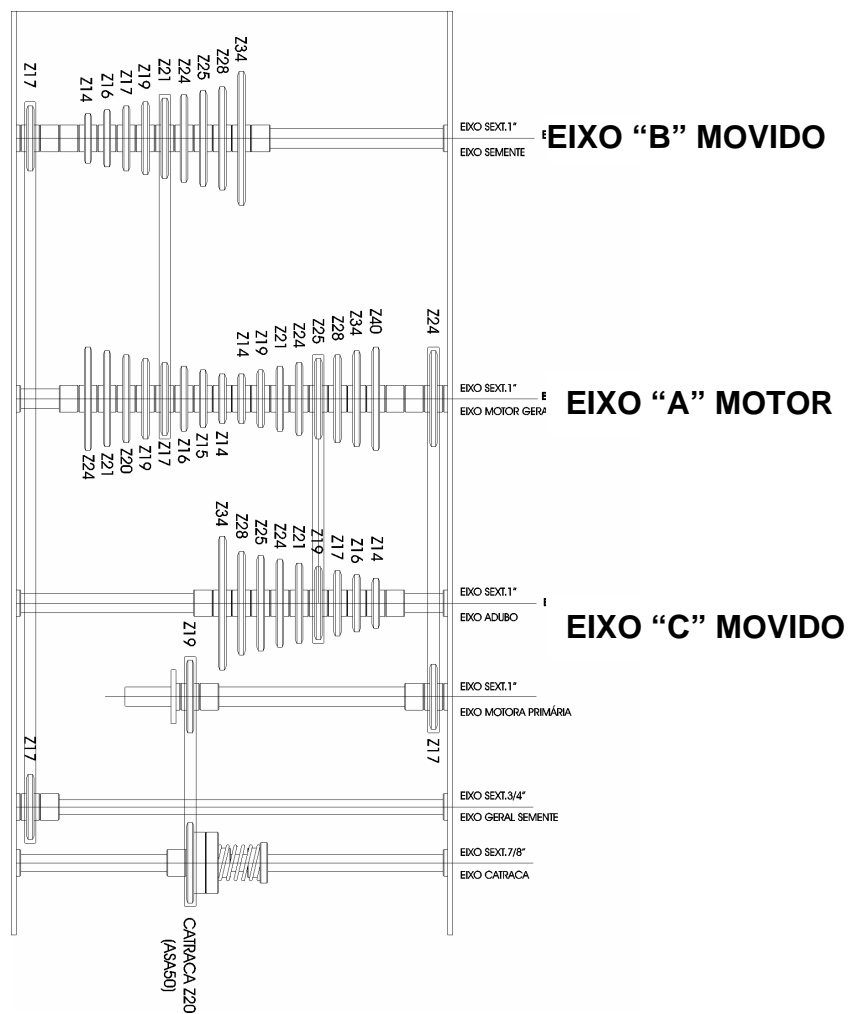 Z17
Z14
Z16
Z17
Z19
Z21
Z24
Z25
Z28
Z34
EIXO SEXT.1"
EIXO SEMENTE
EIXO “B” MOVIDO
Z14
Z19
Z21
Z24
Z25
Z28
Z34
Z40
Z24
EIXO SEXT.1"
EIXO MOTOR GERA
EIXO “A” MOTOR
Z24
Z21
Z20
Z19
Z17
Z16
Z15
Z14
Z34
Z28
Z25
Z24
Z21
Z19
Z17
Z16
Z14
EIXO SEXT.1"
EIXO ADUBO
EIXO “C” MOVIDO
Z19
EIXO SEXT.1"
EIXO MOTORA PRIMÁRIA
Z17
Z17
EIXO SEXT.3/4"
EIXO GERAL SEMENTE
EIXO SEXT.7/8"
EIXO CATRACA
CATRACA Z20
(ASA50)